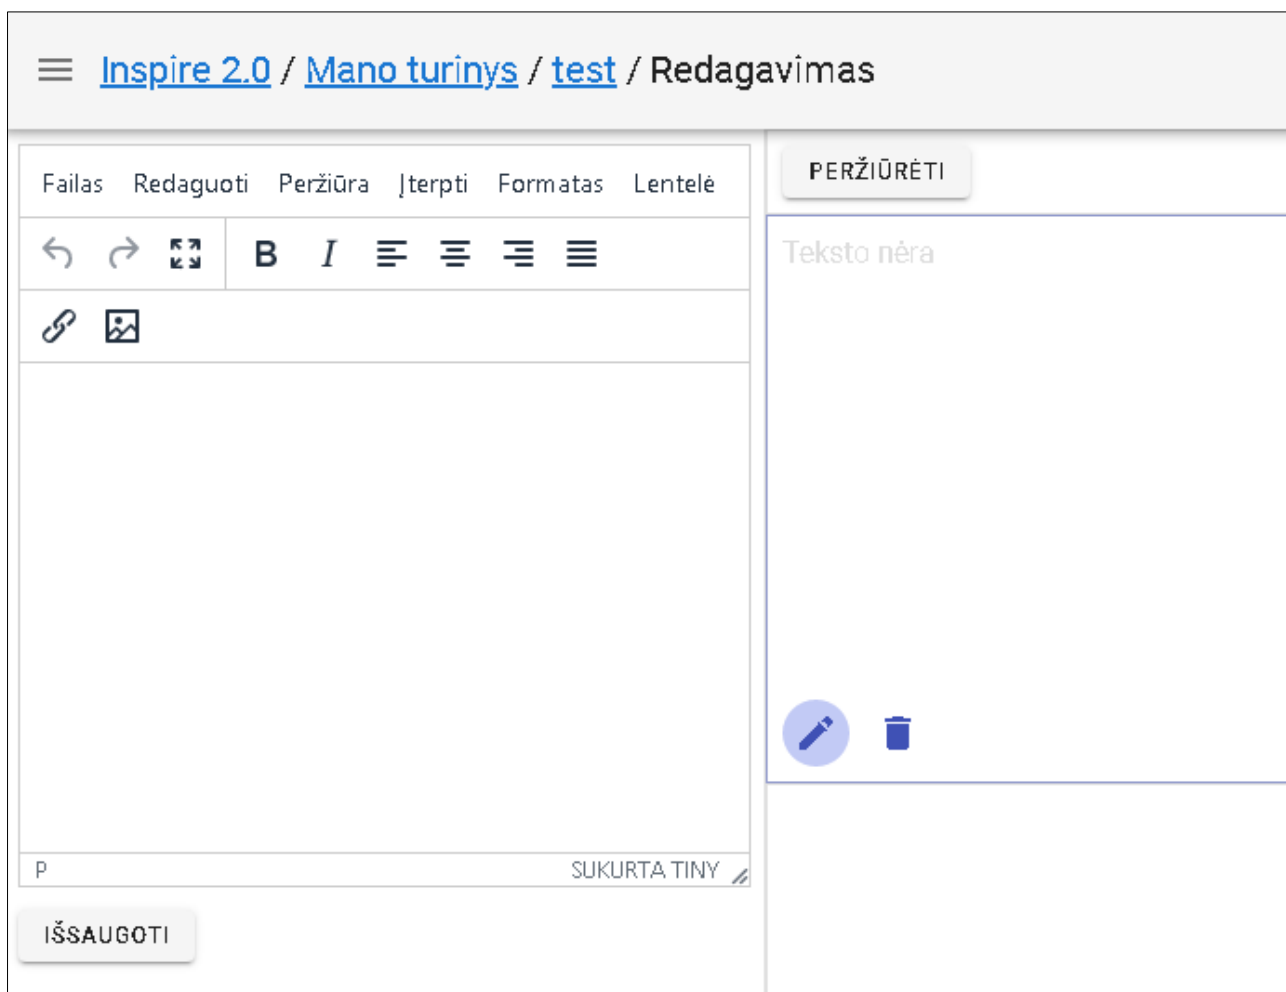 Inspire 2.0 / Mano turinys / test / Redagavimas
Failas Redaguoti Peržiūra Įterpti Formatas Lentelė
B I
P SUKURTA TINY
IŠSAUGOTI
PERŽIŪRĖTI
Teksto nėra